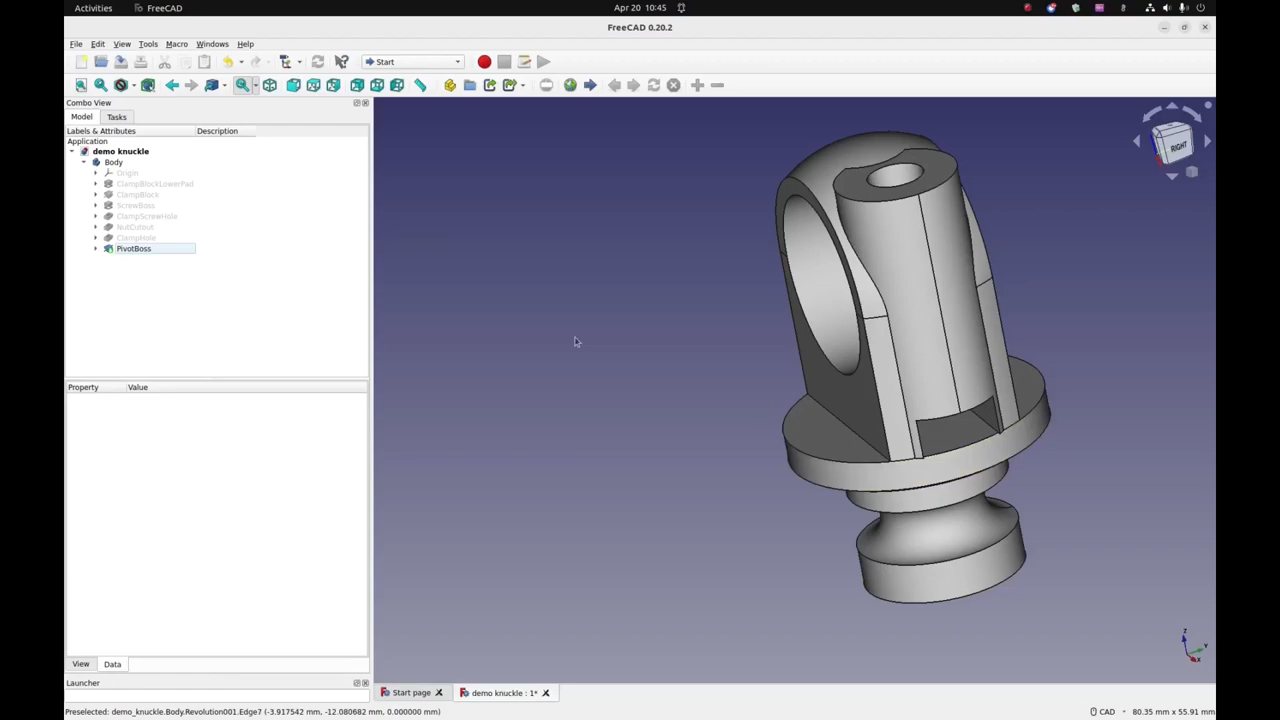 Activities FreeCAD Apr 20 10:45
FreeCAD 0.20.2
File Edit View Tools Macro Windows Help
Start
Combo View
Model Tasks
Labels & Attributes Description
Application
demo knuckle
Body
Origin
ClampBlockLowerPad
ClampBlock
ScrewBoss
ClampScrewHole
NutCutout
ClampHole
PivotBoss
RIGHT
Property Value
View Data
Z
Y
X
Launcher
Start page demo knuckle : 1*
Preselected: demo_knuckle.Body.Revolution001.Edge7 (-3.917542 mm, -12.080682 mm, 0.000000 mm) CAD 80.35 mm x 55.91 mm